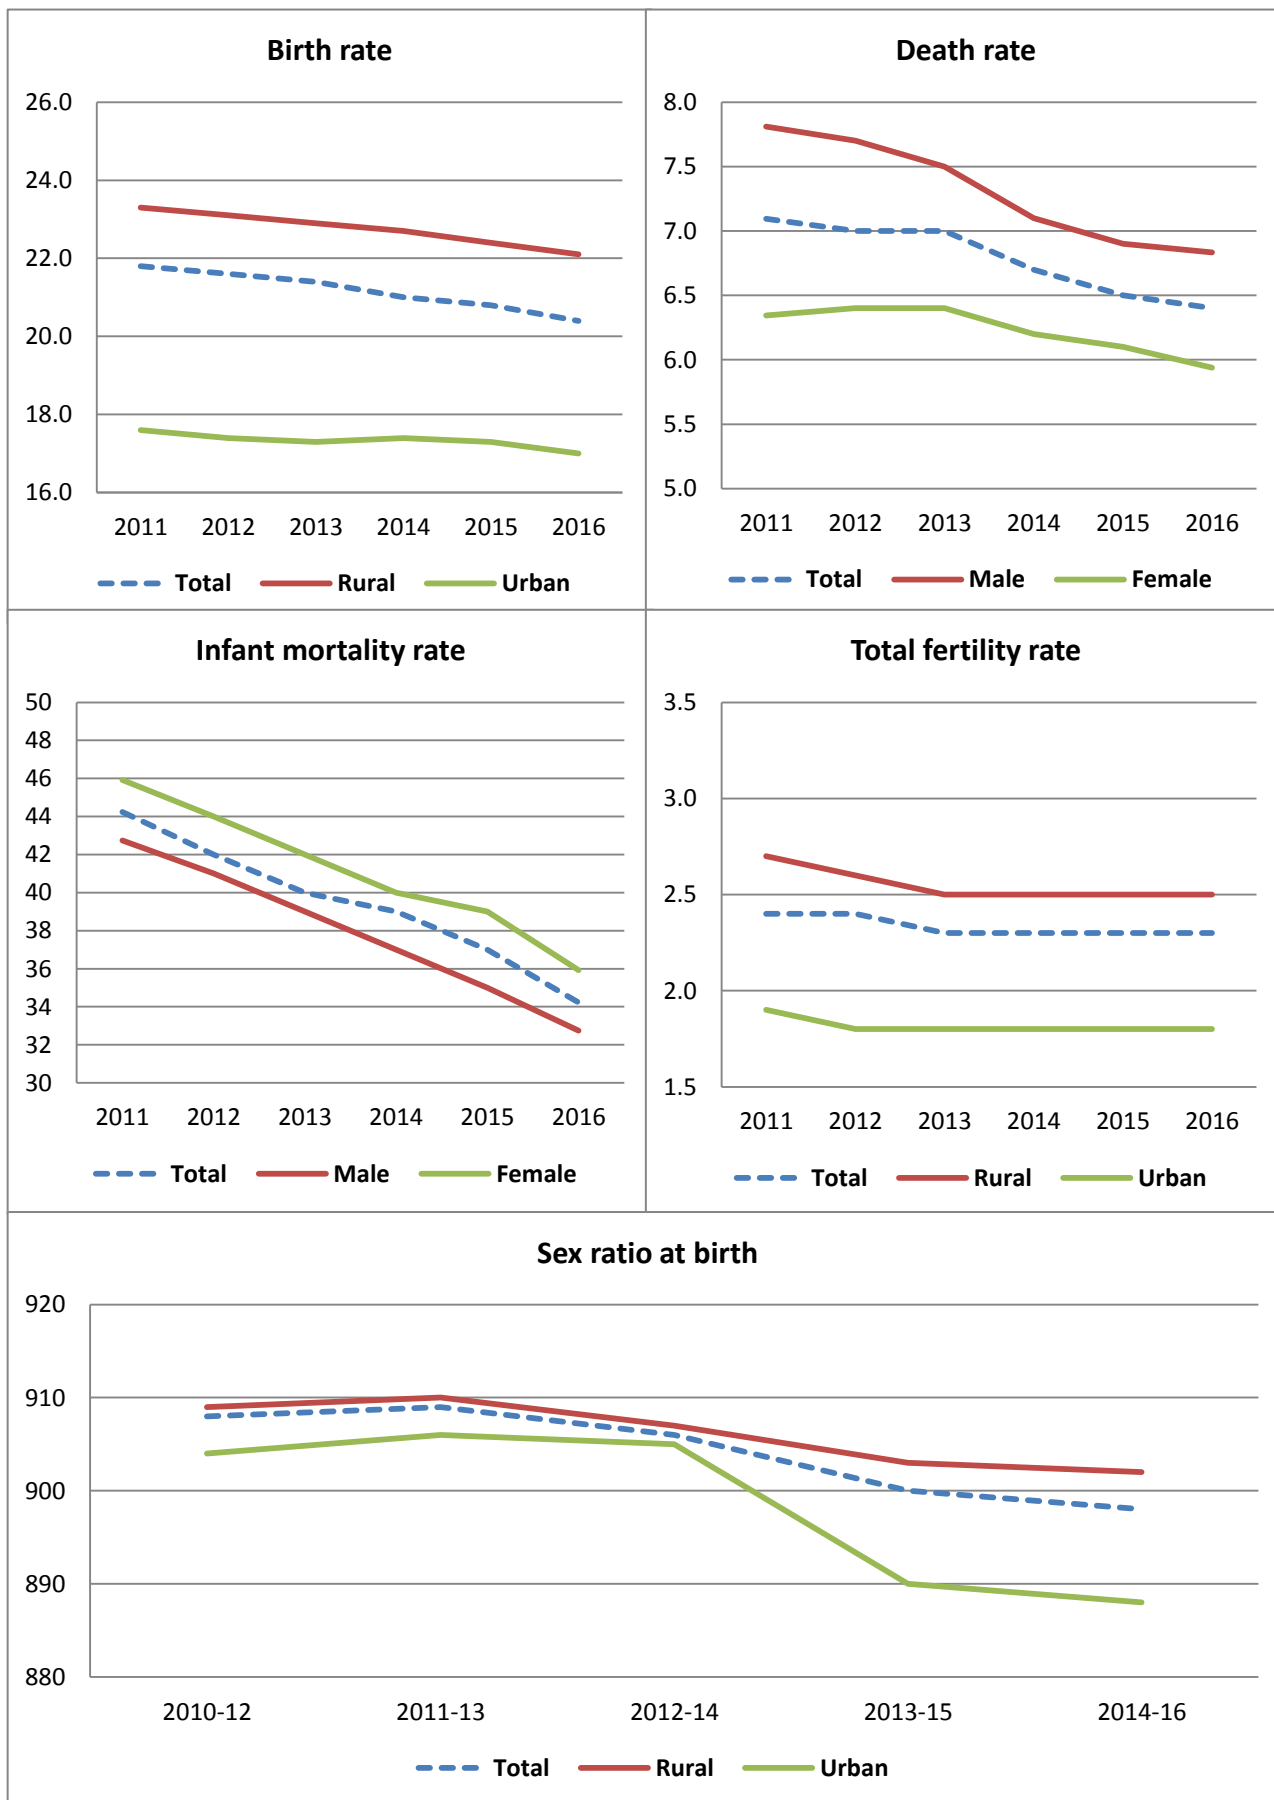 Birth rate
26.0
24.0
22.0
20.0
18.0
16.0
2011 2012 2013 2014 2015 2016
Total Rural Urban
Death rate
8.0
7.5
7.0
6.5
6.0
5.5
5.0
2011 2012 2013 2014 2015 2016
Total Male Female
Infant mortality rate
50
48
46
44
42
40
38
36
34
32
30
2011 2012 2013 2014 2015 2016
Total Male Female
Total fertility rate
3.5
3.0
2.5
2.0
1.5
2011 2012 2013 2014 2015 2016
Total Rural Urban
Sex ratio at birth
920
910
900
890
880
2010-12 2011-13 2012-14 2013-15 2014-16
Total Rural Urban